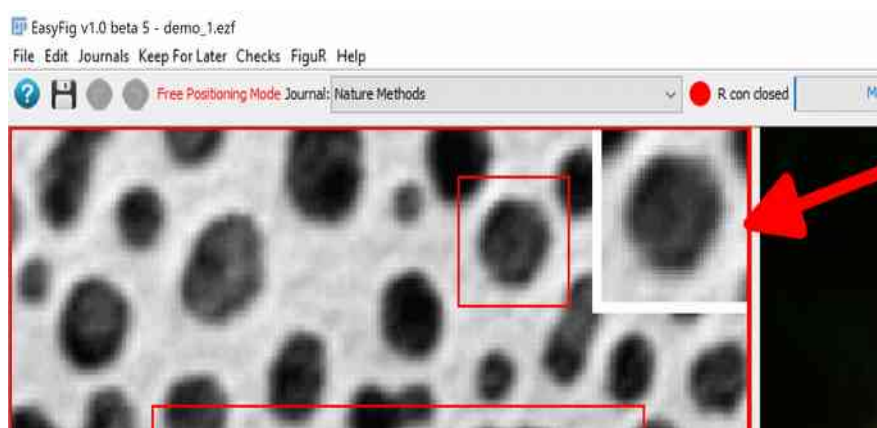 EasyFig v1.0 beta 5 - demo_1.ezf
File Edit Journals Keep For Later Checks FiguR Help
Free Positioning Mode Journal: Nature Methods R con closed M